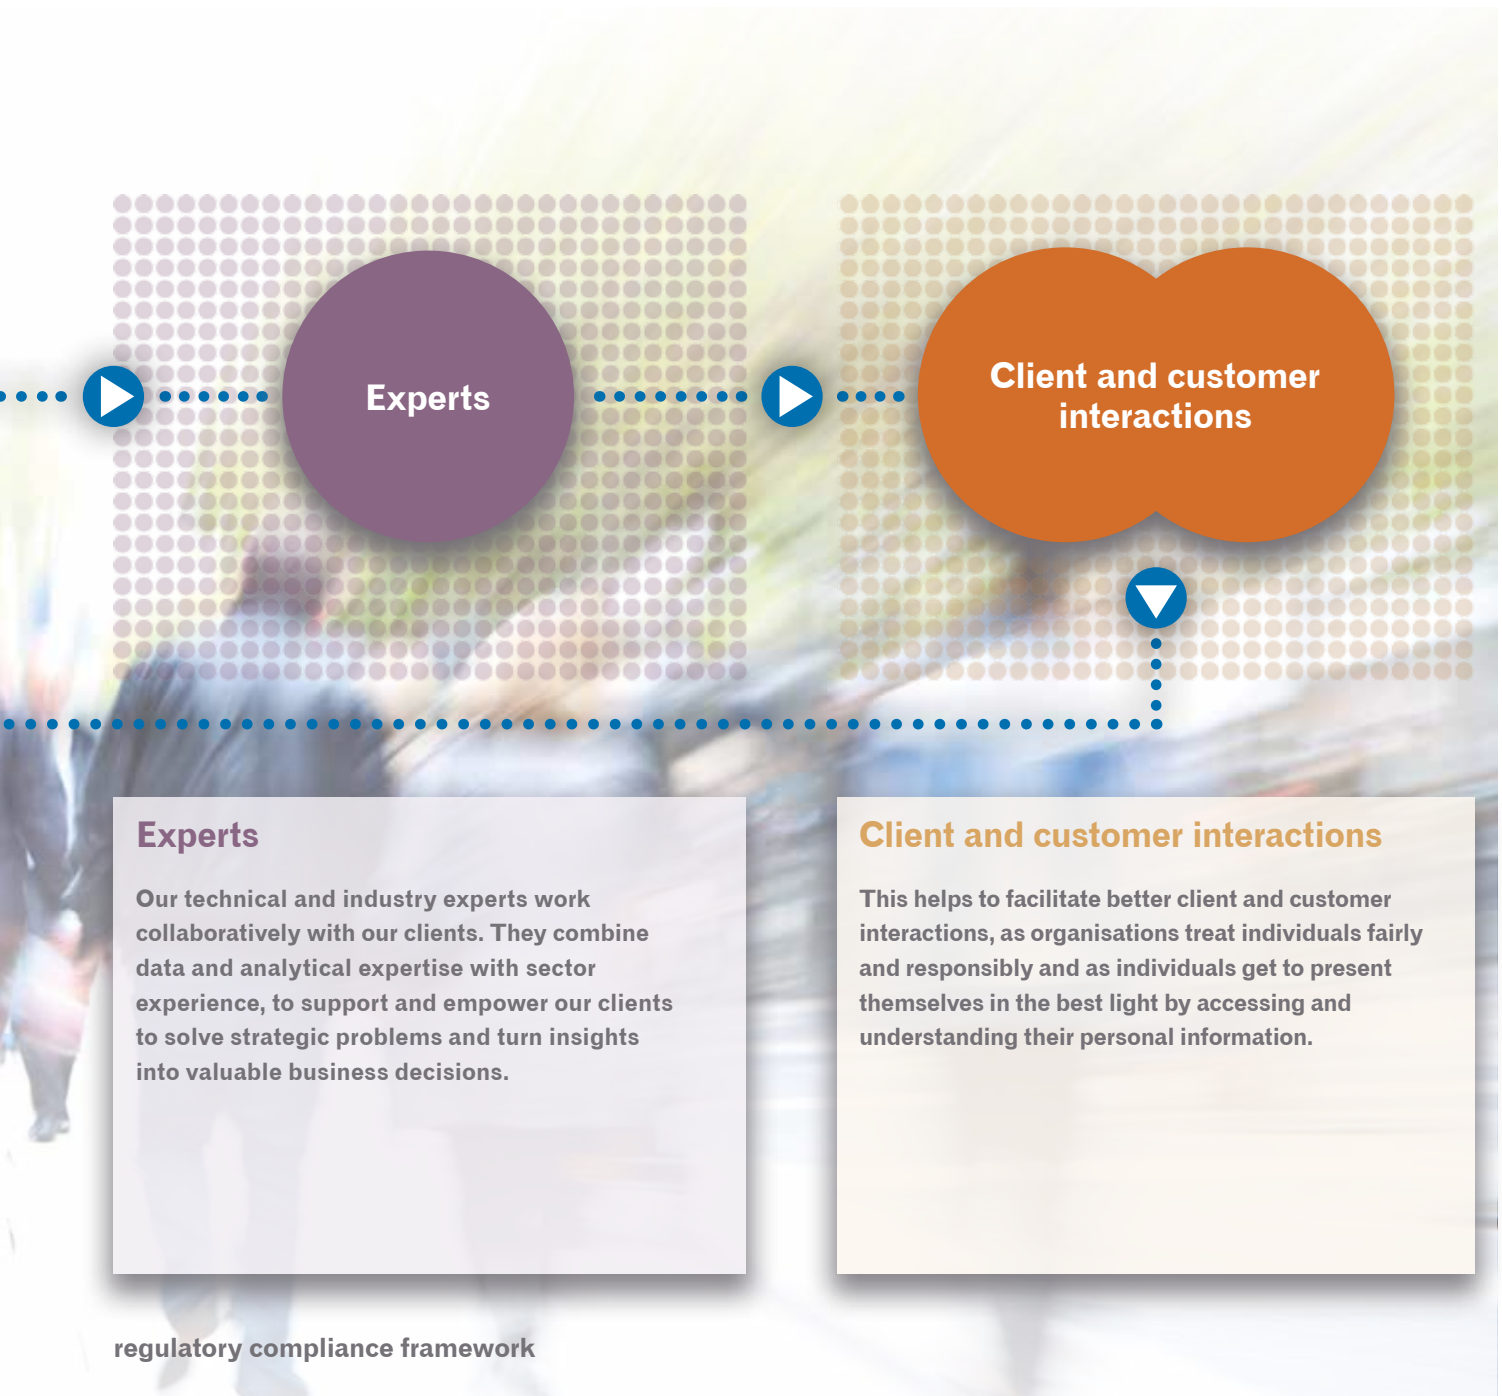 Experts
Client and customer
interactions
Experts
Our technical and industry experts work
collaboratively with our clients. They combine
data and analytical expertise with sector
experience, to support and empower our clients
to solve strategic problems and turn insights
into valuable business decisions.
Client and customer interactions
This helps to facilitate better client and customer
interactions, as organisations treat individuals fairly
and responsibly and as individuals get to present
themselves in the best light by accessing and
understanding their personal information.
regulatory compliance framework